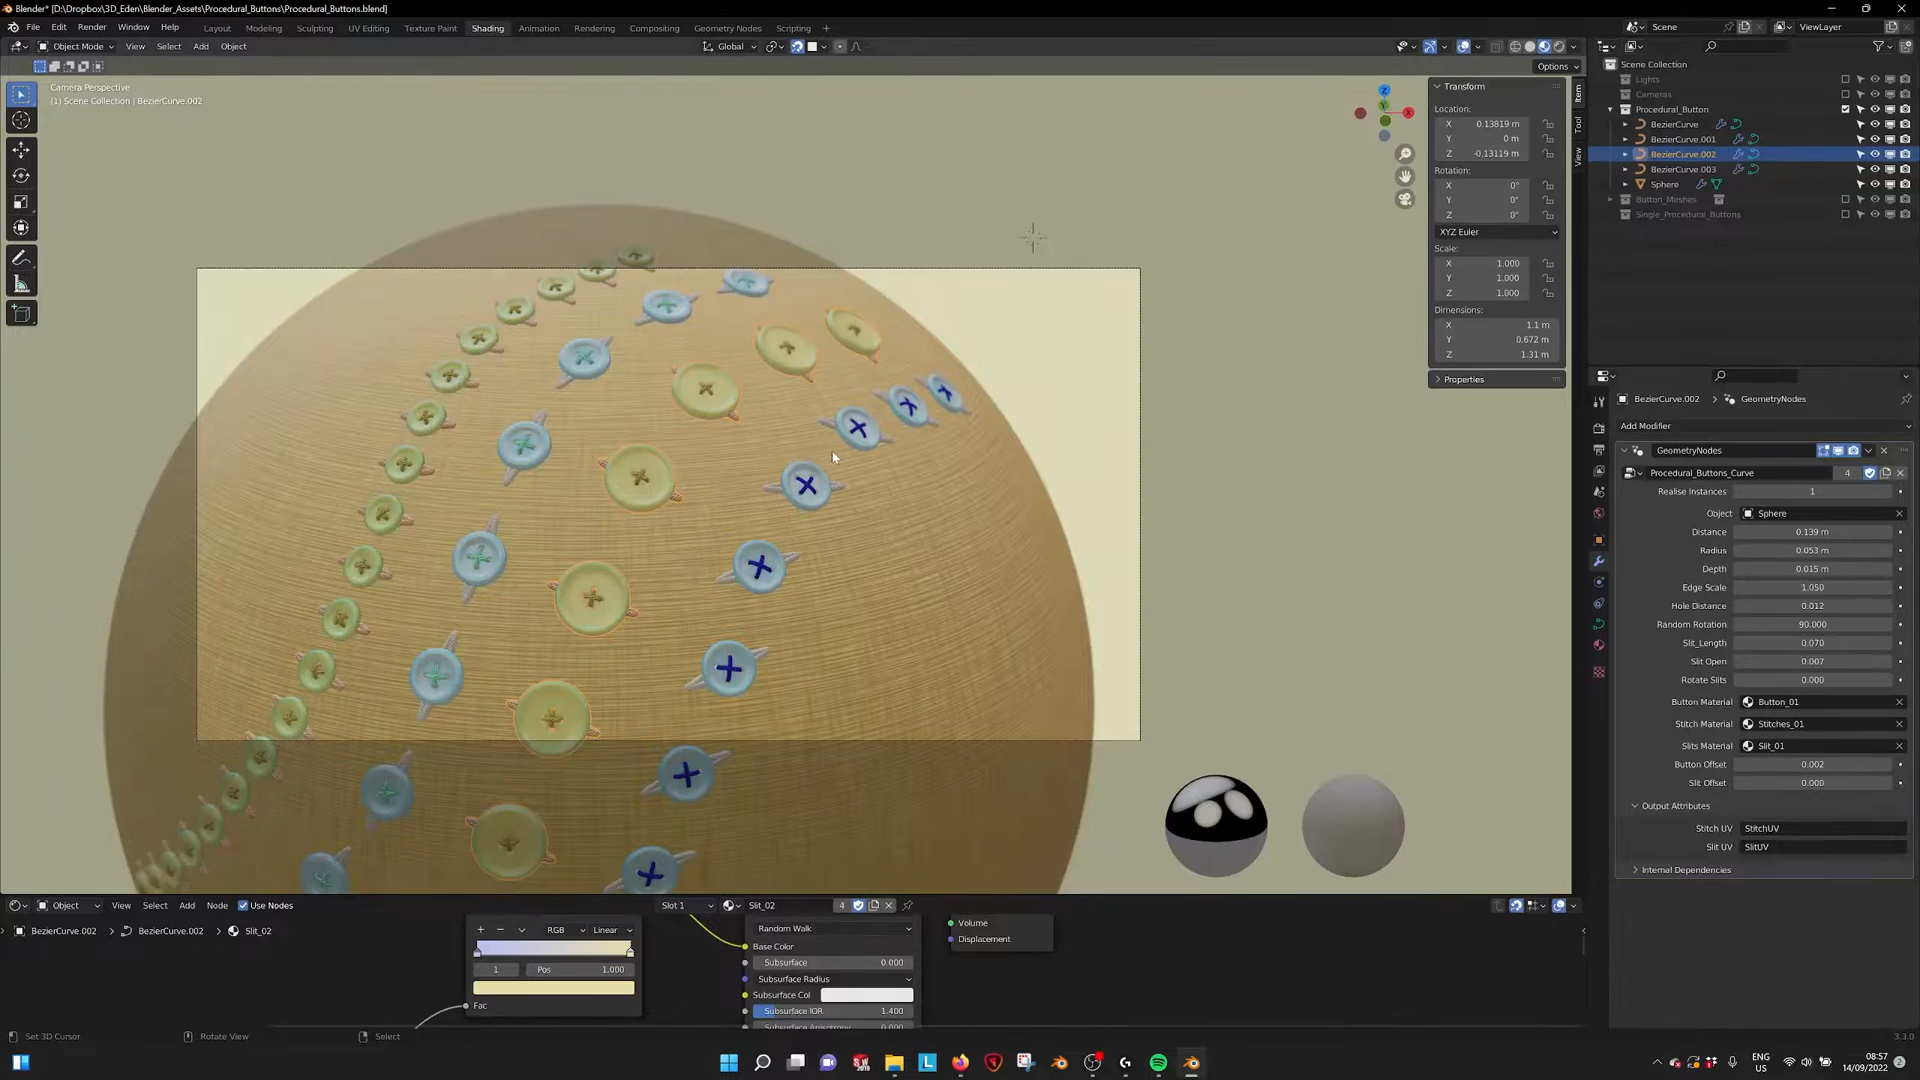 Blender* [D:\Dropbox\3D_Eden\Blender_Assets\Procedural_Buttons\Procedural_Buttons.blend]
File Edit Render Window Help Layout Modeling Sculpting UV Editing Texture Paint Shading Animation Rendering Compositing Geometry Nodes Scripting + Scene ViewLayer
Object Mode View Select Add Object Global
Options
Camera Perspective
(1) Scene Collection | BezierCurve.002
Transform
Location:
X 0.13819 m
Y 0 m
Z -0.13119 m
Rotation:
X 0°
Y 0°
Z 0°
XYZ Euler
Scale:
X 1.000
Y 1.000
Z 1.000
Dimensions:
X 1.1 m
Y 0.672 m
Z 1.31 m
Properties
Item
Tool
View
Z
Y
X
Scene Collection
Lights
Cameras
Procedural_Button
BezierCurve
BezierCurve.001
BezierCurve.002
BezierCurve.003
Sphere
Button_Meshes
Single_Procedural_Buttons
BezierCurve.002 > GeometryNodes
Add Modifier
GeometryNodes
Procedural_Buttons_Curve 4
Realise Instances 1
Object Sphere
Distance 0.139 m
Radius 0.053 m
Depth 0.015 m
Edge Scale 1.050
Hole Distance 0.012
Random Rotation 90.000
Slit_Length 0.070
Slit Open 0.007
Rotate Slits 0.000
Button Material Button_01
Stitch Material Stitches_01
Slits Material Slit_01
Button Offset 0.002
Slit Offset 0.000
Output Attributes
Stitch UV StitchUV
Slit UV SlitUV
Internal Dependencies
Object View Select Add Node Use Nodes Slot 1 Slit_02 4
BezierCurve.002 > BezierCurve.002 > Slit_02
RGB Linear
1 Pos 1.000
Fac
Random Walk
Base Color
Subsurface 0.000
Subsurface Radius
Subsurface Col
Subsurface IOR 1.400
Subsurface Anisotropy 0.000
Volume
Displacement
Set 3D Cursor Rotate View Select 3.3.0
ENG
US
08:57
14/09/2022
2